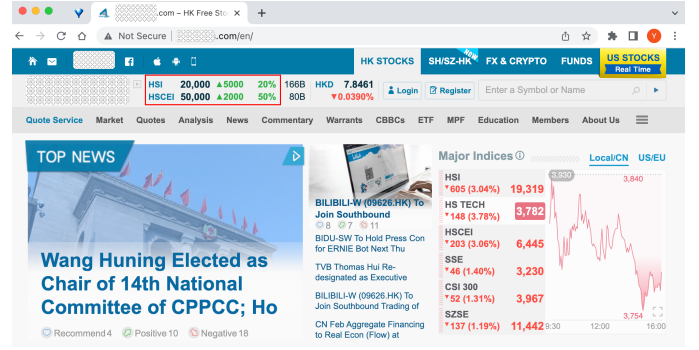 .com – HK Free Sto
Not Secure
.com/en/
HK STOCKS
SH/SZ-HK
New
FX & CRYPTO
FUNDS
US STOCKS
Real Time
HSI 20,000 ▲5000 20% 166B HKD 7.8461
HSCEI 50,000 ▲2000 50% 80B ▼0.0390%
Login
Register
Enter a Symbol or Name
Quote Service Market Quotes Analysis News Commentary Warrants CBBCs ETF MPF Education Members About Us
TOP NEWS
Wang Huning Elected as
Chair of 14th National
Committee of CPPCC; Ho
Recommend 4 Positive 10 Negative 18
BILIBILI-W (09626.HK) To
Join Southbound
8 7 11
BIDU-SW To Hold Press Con
for ERNIE Bot Next Thu
TVB Thomas Hui Re-
designated as Executive
BILIBILI-W (09626.HK) To
Join Southbound Trading of
CN Feb Aggregate Financing
to Real Econ (Flow) at
Major Indices
Local/CN US/EU
HSI
▼605 (3.04%) 19,319
HS TECH
▼148 (3.78%) 3,782
HSCEI
▼203 (3.06%) 6,445
SSE
▼46 (1.40%) 3,230
CSI 300
▼52 (1.31%) 3,967
SZSE
▼137 (1.19%) 11,442
3,930
3,840
3,754
9:30 12:00 16:00
Y